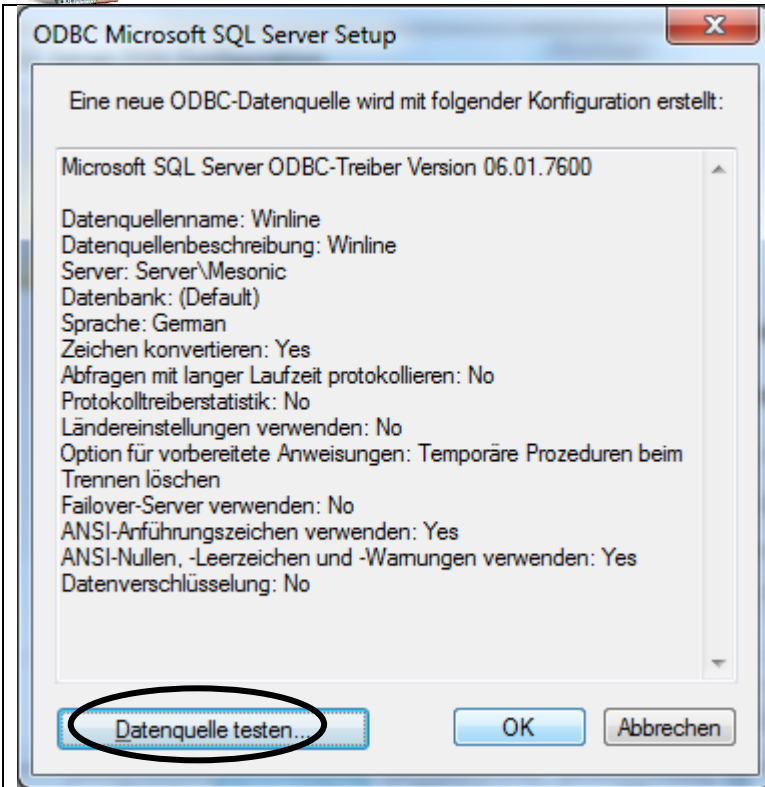 ODBC Microsoft SQL Server Setup
Eine neue ODBC-Datenquelle wird mit folgender Konfiguration erstellt:
Microsoft SQL Server ODBC-Treiber Version 06.01.7600
Datenquellenname: Winline
Datenquellenbeschreibung: Winline
Server: Server\Mesonic
Datenbank: (Default)
Sprache: German
Zeichen konvertieren: Yes
Abfragen mit langer Laufzeit protokollieren: No
Protokolltreiberstatistik: No
Ländereinstellungen verwenden: No
Option für vorbereitete Anweisungen: Temporäre Prozeduren beim
Trennen löschen
Failover-Server verwenden: No
ANSI-Anführungszeichen verwenden: Yes
ANSI-Nullen, -Leerzeichen und -Warnungen verwenden: Yes
Datenverschlüsselung: No
Datenquelle testen... OK Abbrechen